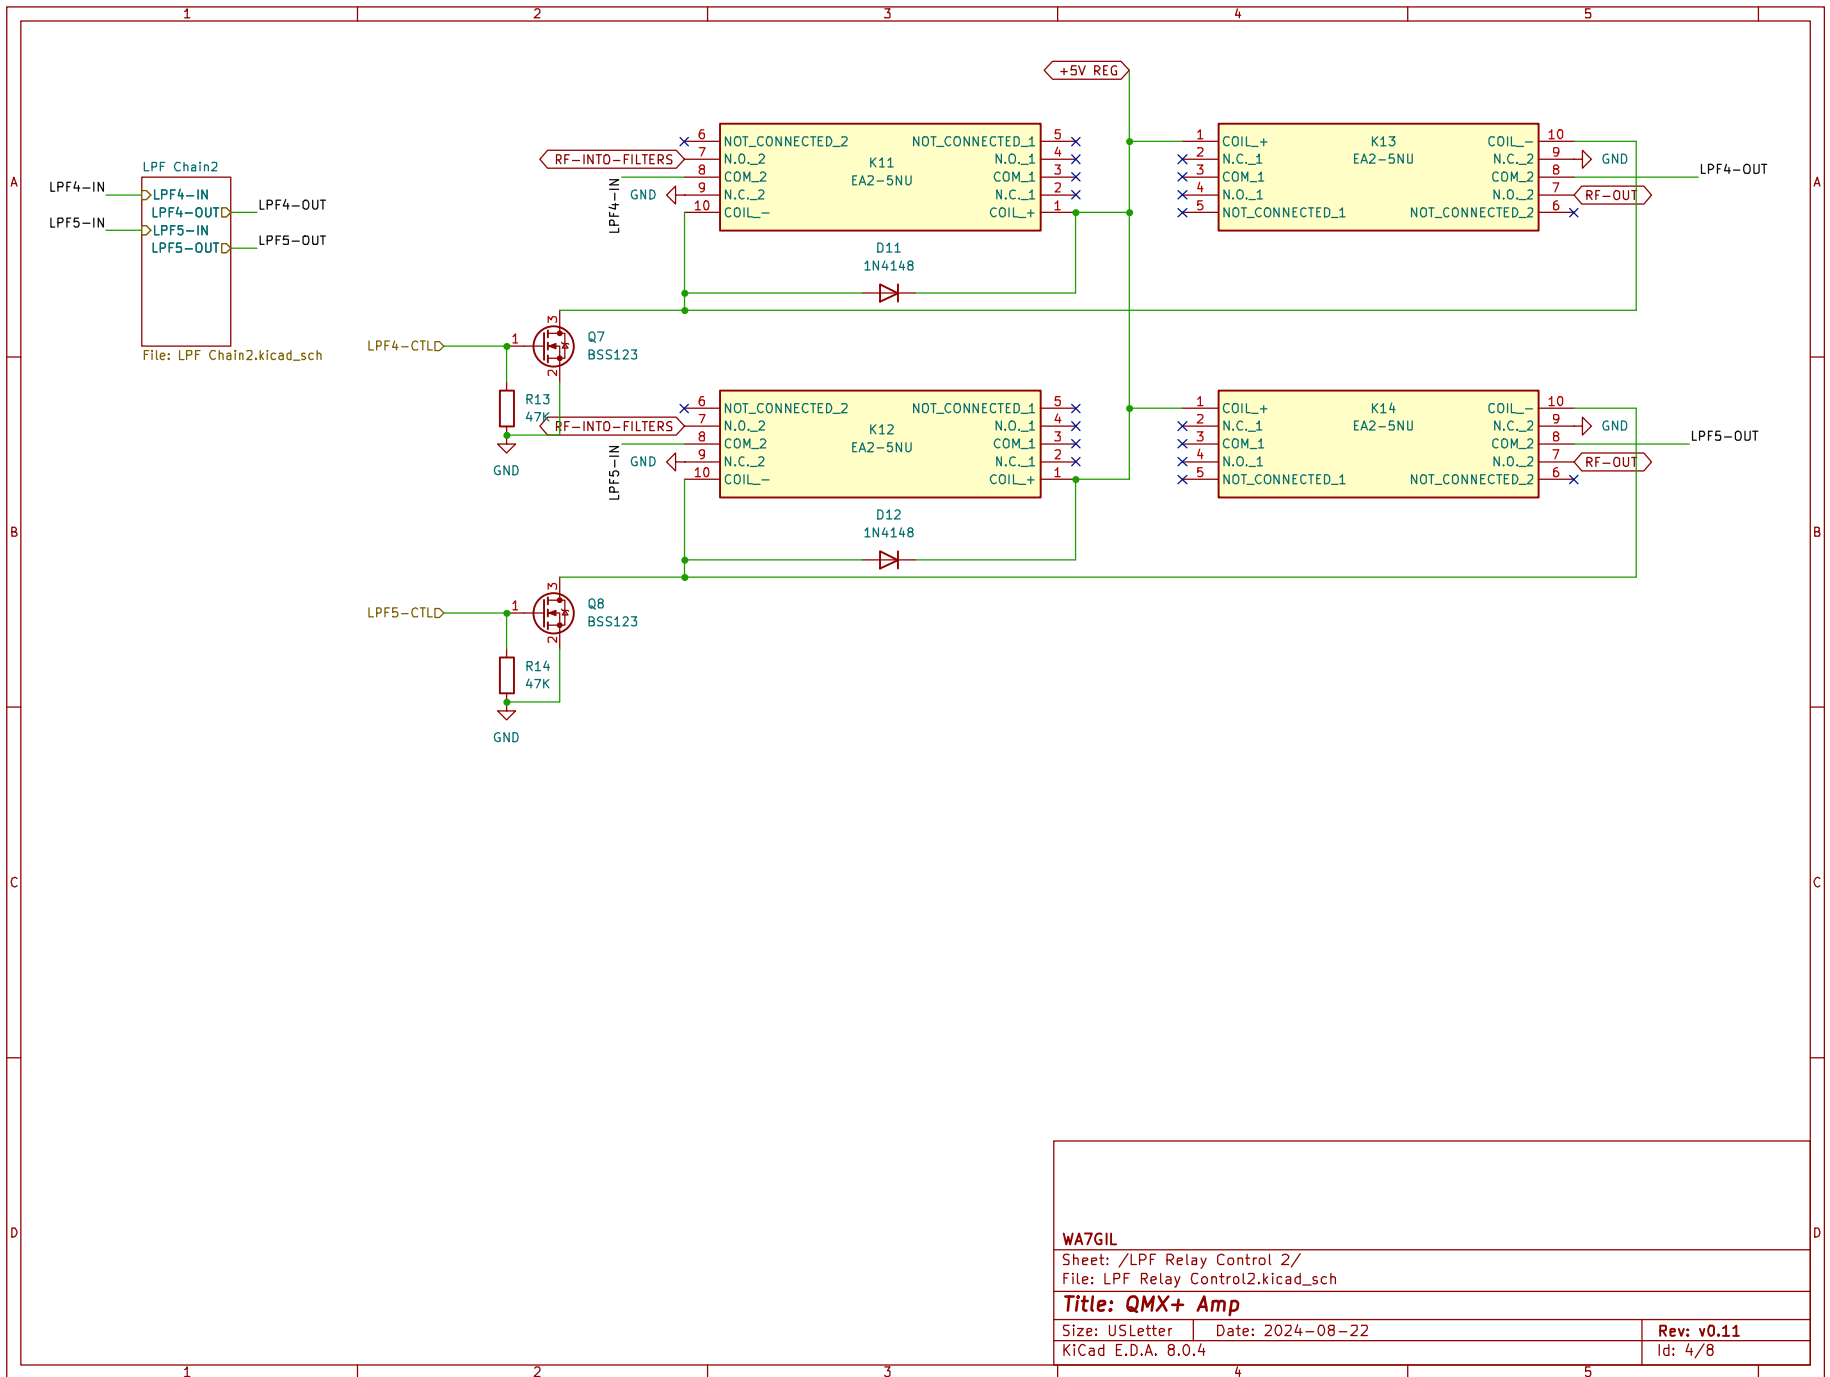 1 2 3 4 5
+5V REG
A
LPF Chain2
LPF4-IN
LPF4-IN
LPF4-OUT
LPF4-OUT
LPF5-IN
LPF5-IN
LPF5-OUT
LPF5-OUT
File: LPF Chain2.kicad_sch
RF-INTO-FILTERS
LPF4-IN
GND
6 NOT_CONNECTED_2
7 N.O._2
8 COM_2
9 N.C._2
10 COIL_-
K11
EA2-5NU
NOT_CONNECTED_1 5
N.O._1 4
COM_1 3
N.C._1 2
COIL_+ 1
D11
1N4148
1 COIL_+
2 N.C._1
3 COM_1
4 N.O._1
5 NOT_CONNECTED_1
K13
EA2-5NU
COIL_- 10
N.C._2 9
COM_2 8
N.O._2 7
NOT_CONNECTED_2 6
GND
LPF4-OUT
RF-OUT
A
LPF4-CTL
1
3
2
Q7
BSS123
R13
47K
GND
RF-INTO-FILTERS
LPF5-IN
GND
6 NOT_CONNECTED_2
7 N.O._2
8 COM_2
9 N.C._2
10 COIL_-
K12
EA2-5NU
NOT_CONNECTED_1 5
N.O._1 4
COM_1 3
N.C._1 2
COIL_+ 1
D12
1N4148
1 COIL_+
2 N.C._1
3 COM_1
4 N.O._1
5 NOT_CONNECTED_1
K14
EA2-5NU
COIL_- 10
N.C._2 9
COM_2 8
N.O._2 7
NOT_CONNECTED_2 6
GND
LPF5-OUT
RF-OUT
B
B
LPF5-CTL
1
3
2
Q8
BSS123
R14
47K
GND
C
C
D
D
WA7GIL
Sheet: /LPF Relay Control 2/
File: LPF Relay Control2.kicad_sch
Title: QMX+ Amp
Size: USLetter Date: 2024-08-22 Rev: v0.11
KiCad E.D.A. 8.0.4 Id: 4/8
1 2 3 4 5